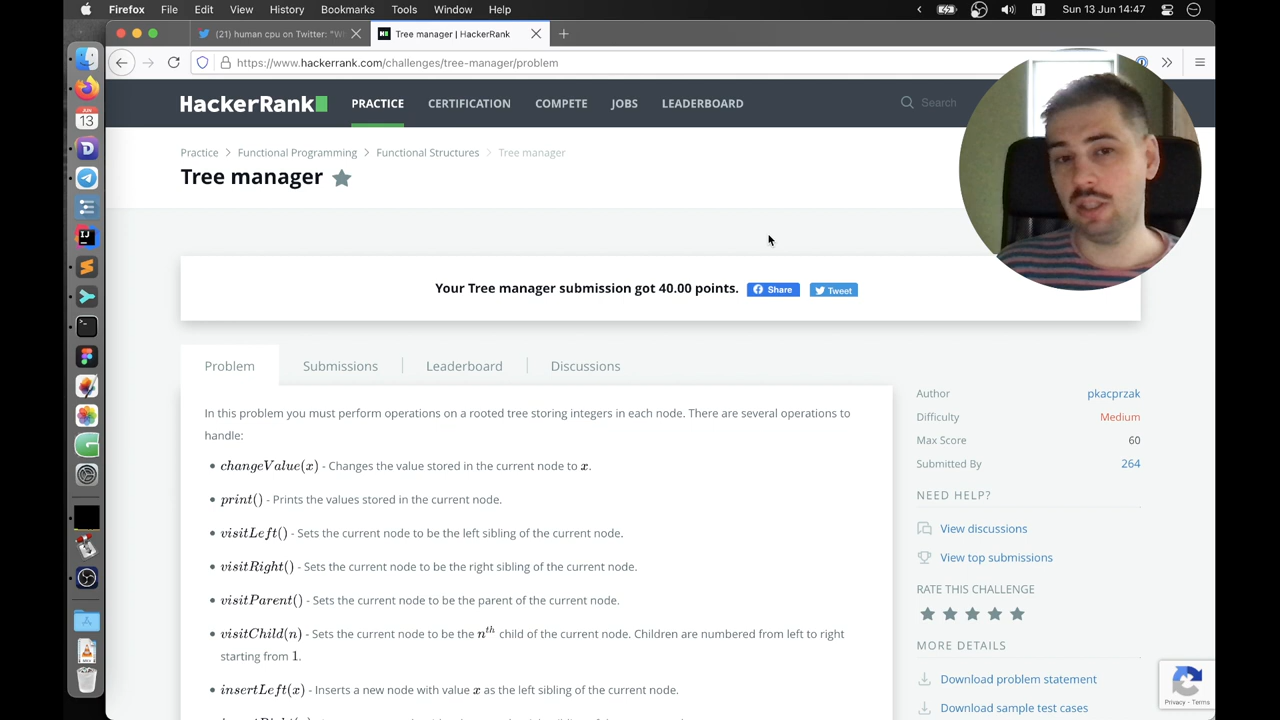 Firefox File Edit View History Bookmarks Tools Window Help
H Sun 13 Jun 14:47
JUN
13
(21) human cpu on Twitter: "W
Tree manager | HackerRank
https://www.hackerrank.com/challenges/tree-manager/problem
HackerRank PRACTICE CERTIFICATION COMPETE JOBS LEADERBOARD Search
Practice > Functional Programming > Functional Structures > Tree manager
Tree manager
Your Tree manager submission got 40.00 points. Share Tweet
Problem Submissions Leaderboard Discussions
In this problem you must perform operations on a rooted tree storing integers in each node. There are several operations to
handle:
• changeValue(x) - Changes the value stored in the current node to x.
• print() - Prints the values stored in the current node.
• visitLeft() - Sets the current node to be the left sibling of the current node.
• visitRight() - Sets the current node to be the right sibling of the current node.
• visitParent() - Sets the current node to be the parent of the current node.
• visitChild(n) - Sets the current node to be the nth child of the current node. Children are numbered from left to right
starting from 1.
• insertLeft(x) - Inserts a new node with value x as the left sibling of the current node.
Author pkacprzak
Difficulty Medium
Max Score 60
Submitted By 264
NEED HELP?
View discussions
View top submissions
RATE THIS CHALLENGE
MORE DETAILS
Download problem statement
Download sample test cases
Privacy - Terms